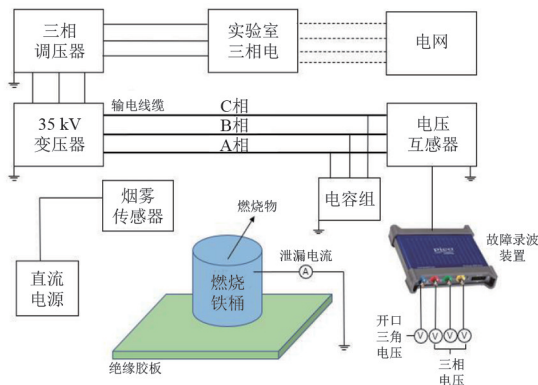 三相
调压器
实验室
三相电
电网
35 kV
变压器
输电线缆
C相
B相
A相
电压
互感器
电容组
烟雾
传感器
直流
电源
燃烧物
燃烧
铁桶
泄漏电流
A
绝缘胶板
故障录波
装置
开口
三角
电压
V
V
V
V
三相
电压